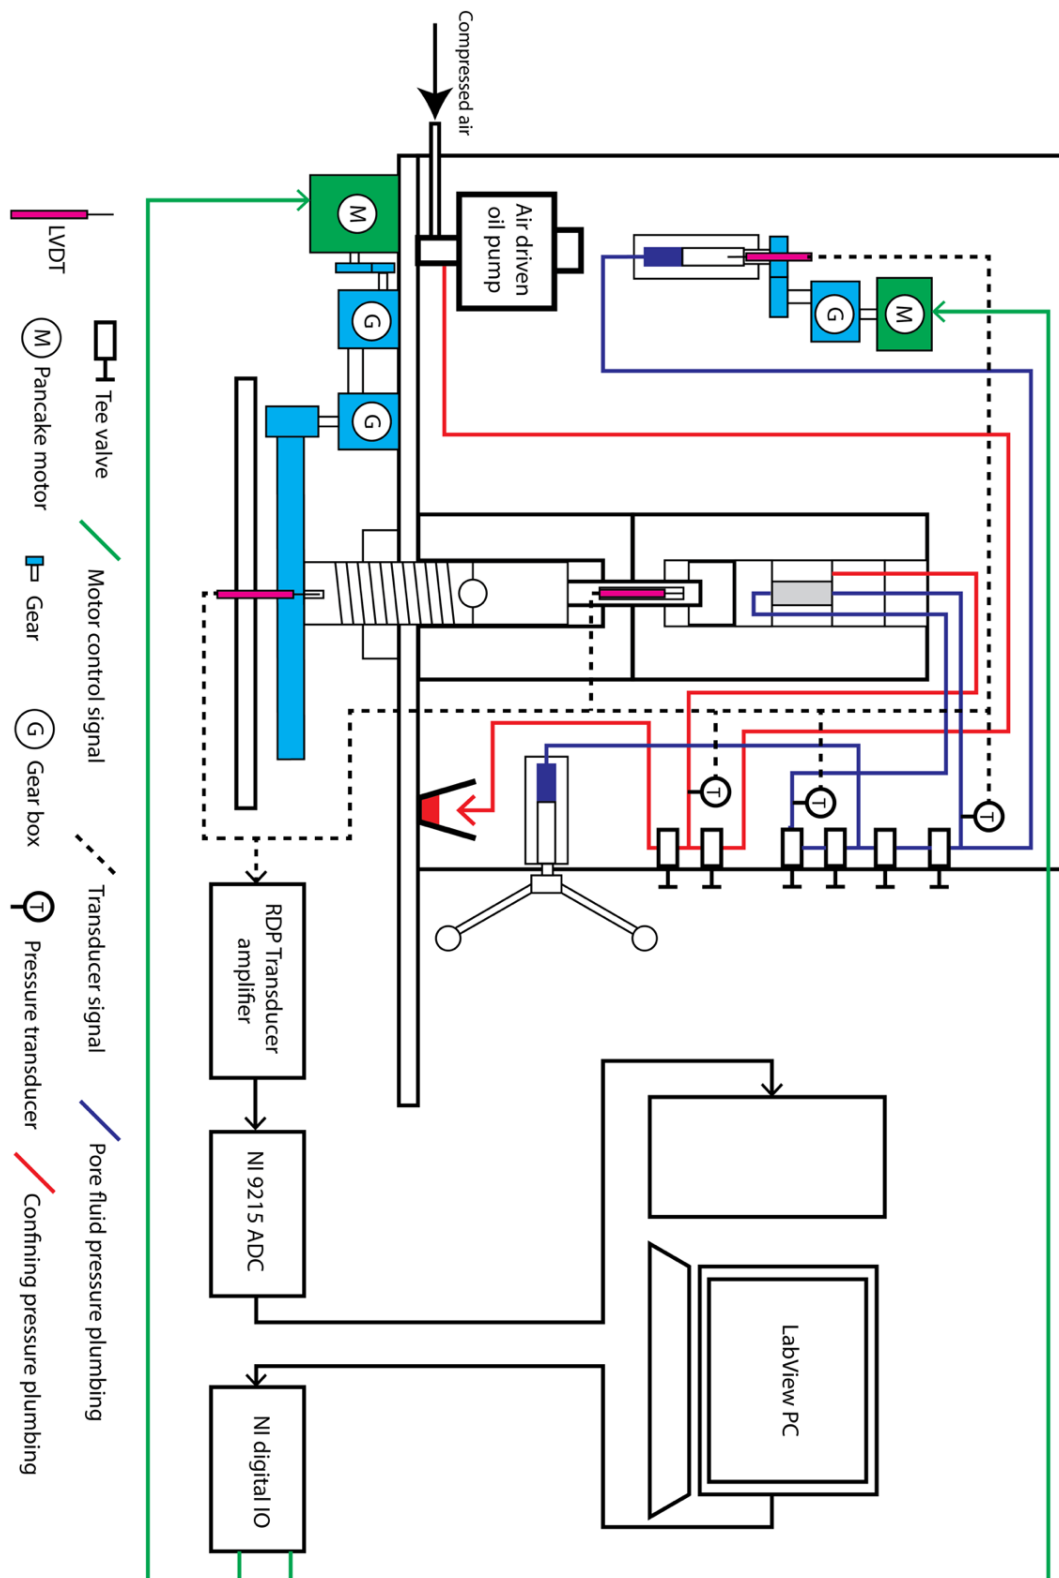 Compressed air
Air driven
oil pump
M
G
G
G
M
T
T
T
RDP Transducer
amplifier
NI 9215 ADC
NI digital IO
LabView PC
LVDT
Tee valve
M
Pancake motor
Motor control signal
Gear
G
Gear box
Transducer signal
T
Pressure transducer
Pore fluid pressure plumbing
Confining pressure plumbing